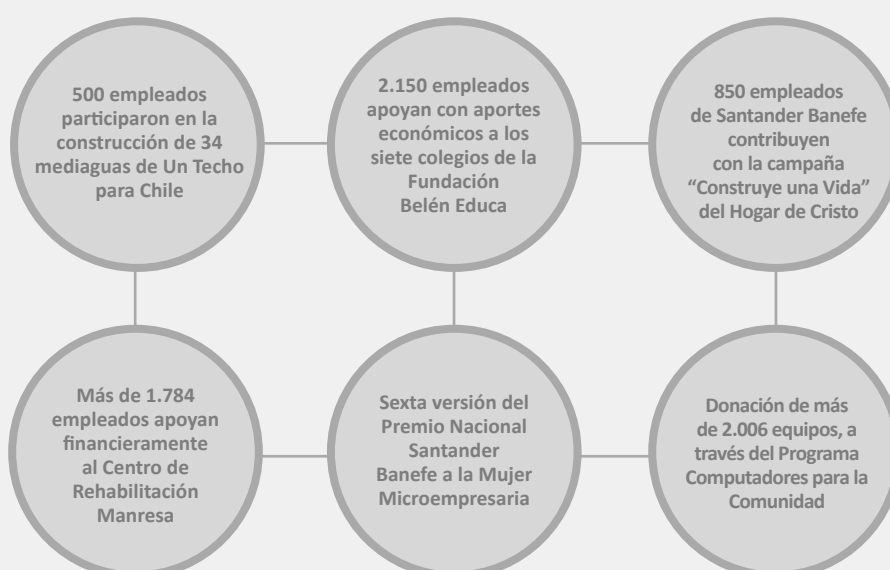 500 empleados
participaron en la
construcción de 34
mediaguas de Un Techo
para Chile
2.150 empleados
apoyan con aportes
económicos a los
siete colegios de la
Fundación
Belén Educa
850 empleados
de Santander Banefe
contribuyen
con la campaña
“Construye una Vida”
del Hogar de Cristo
Más de 1.784
empleados apoyan
financieramente
al Centro de
Rehabilitación
Manresa
Sexta versión del
Premio Nacional
Santander
Banefe a la Mujer
Microempresaria
Donación de más
de 2.006 equipos, a
través del Programa
Computadores para la
Comunidad